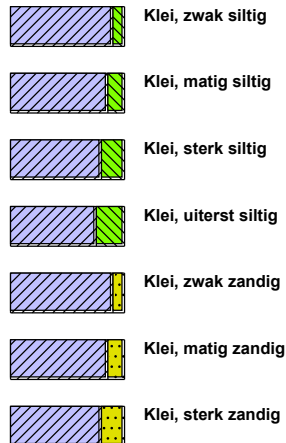 Klei, zwak siltig
Klei, matig siltig
Klei, sterk siltig
Klei, uiterst siltig
Klei, zwak zandig
Klei, matig zandig
Klei, sterk zandig